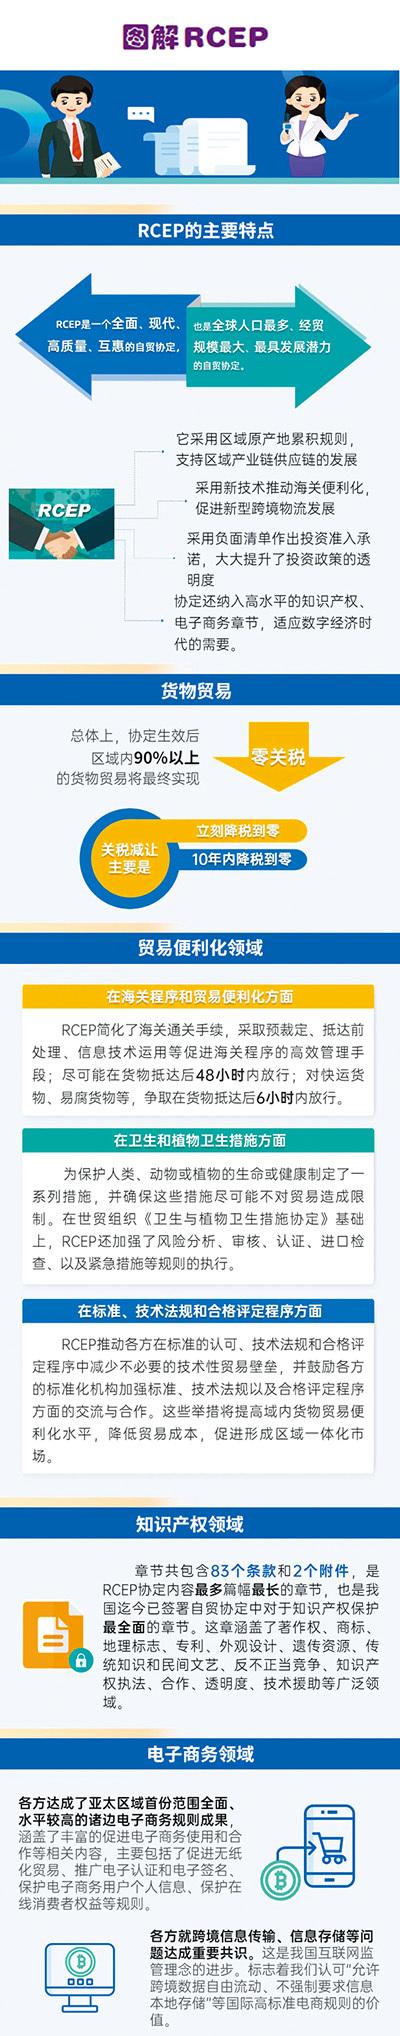 图解RCEP
RCEP的主要特点
RCEP是一个全面、现代、
高质量、互惠的自贸协定,
也是全球人口最多、经贸
规模最大、最具发展潜力
的自贸协定。
它采用区域原产地累积规则,
支持区域产业链供应链的发展
采用新技术推动海关便利化,
促进新型跨境物流发展
RCEP
采用负面清单作出投资准入承
诺，大大提升了投资政策的透
明度
协定还纳入高水平的知识产权、
电子商务章节，适应数字经济时
代的需要。
货物贸易
总体上，协定生效后
区域内90%以上
的货物贸易将最终实现
零关税
关税减让
主要是
立刻降税到零
10年内降税到零
贸易便利化领域
在海关程序和贸易便利化方面
RCEP简化了海关通关手续，采取预裁定、抵达前
处理、信息技术运用等促进海关程序的高效管理手
段；尽可能在货物抵达后48小时内放行；对快运货
物、易腐货物等，争取在货物抵达后6小时内放行。
在卫生和植物卫生措施方面
为保护人类、动物或植物的生命或健康制定了一
系列措施，并确保这些措施尽可能不对贸易造成限
制。在世贸组织《卫生与植物卫生措施协定》基础
上，RCEP还加强了风险分析、审核、认证、进口检
查、以及紧急措施等规则的执行。
在标准、技术法规和合格评定程序方面
RCEP推动各方在标准的认可、技术法规和合格评
定程序中减少不必要的技术性贸易壁垒，并鼓励各方
的标准化机构加强标准、技术法规以及合格评定程序
方面的交流与合作。这些举措将提高域内货物贸易便
利化水平，降低贸易成本，促进形成区域一体化市
场。
知识产权领域
章节共包含83个条款和2个附件，是
RCEP协定内容最多篇幅最长的章节，也是我
国迄今已签署自贸协定中对于知识产权保护
最全面的章节。这章涵盖了著作权、商标、
地理标志、专利、外观设计、遗传资源、传
统知识和民间文艺、反不正当竞争、知识产
权执法、合作、透明度、技术援助等广泛领
域。
电子商务领域
各方达成了亚太区域首份范围全面、
水平较高的诸边电子商务规则成果，
涵盖了丰富的促进电子商务使用和合
作等相关内容，主要包括了促进无纸
化贸易、推广电子认证和电子签名、
保护电子商务用户个人信息、保护在
线消费者权益等规则。
各方就跨境信息传输、信息存储等问
题达成重要共识。这是我国互联网监
管理念的进步。标志着我们认可“允许
跨境数据自由流动、不强制要求信息
本地存储”等国际高标准电商规则的价
值。